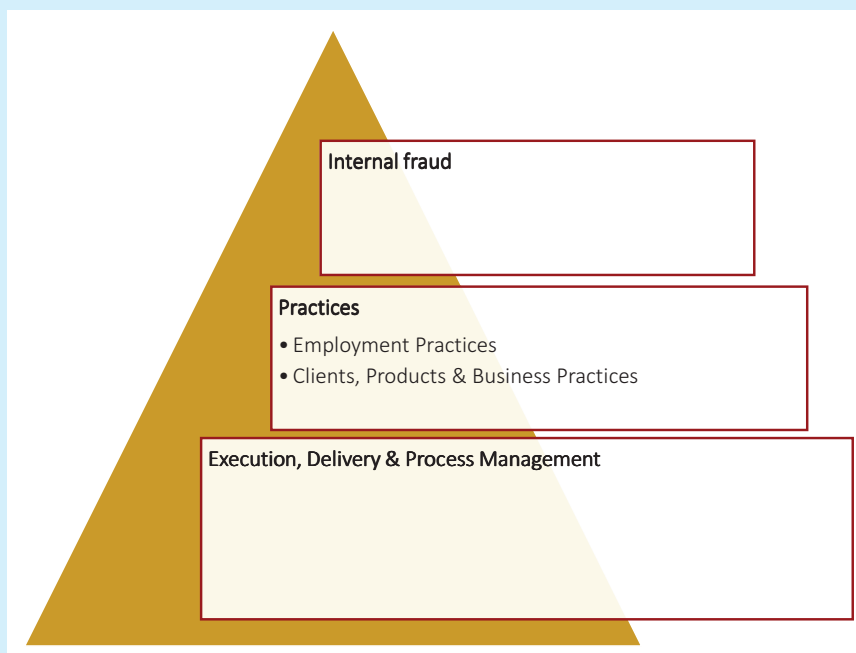 Internal fraud
Practices
• Employment Practices
• Clients, Products & Business Practices
Execution, Delivery & Process Management